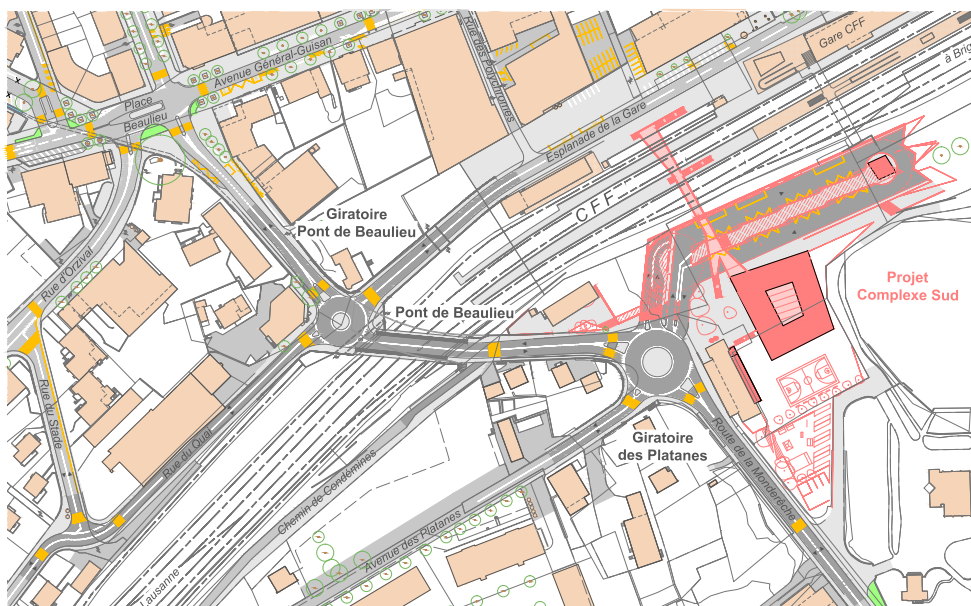 Gare CFF
à Brig
Rue des Polychromes
Avenue Général-Guisan
Place
Beaulieu
Esplanade de la Gare
CFF
Giratoire
Pont de Beaulieu
Rue d'Orzival
Projet
Complexe Sud
Pont de Beaulieu
Rue du Stade
Rue du Quai
Giratoire
des Platanes
Route de la Monderèche
Chemin de Condémines
Avenue des Platanes
Lausanne